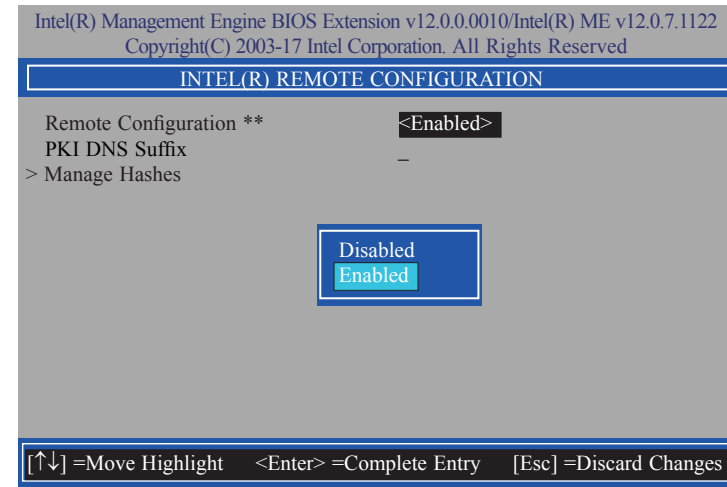 Intel(R) Management Engine BIOS Extension v12.0.0.0010/Intel(R) ME v12.0.7.1122
Copyright(C) 2003-17 Intel Corporation. All Rights Reserved
INTEL(R) REMOTE CONFIGURATION
Remote Configuration ** <Enabled>
PKI DNS Suffix _
> Manage Hashes
Disabled
Enabled
[↑↓] =Move Highlight <Enter> =Complete Entry [Esc] =Discard Changes